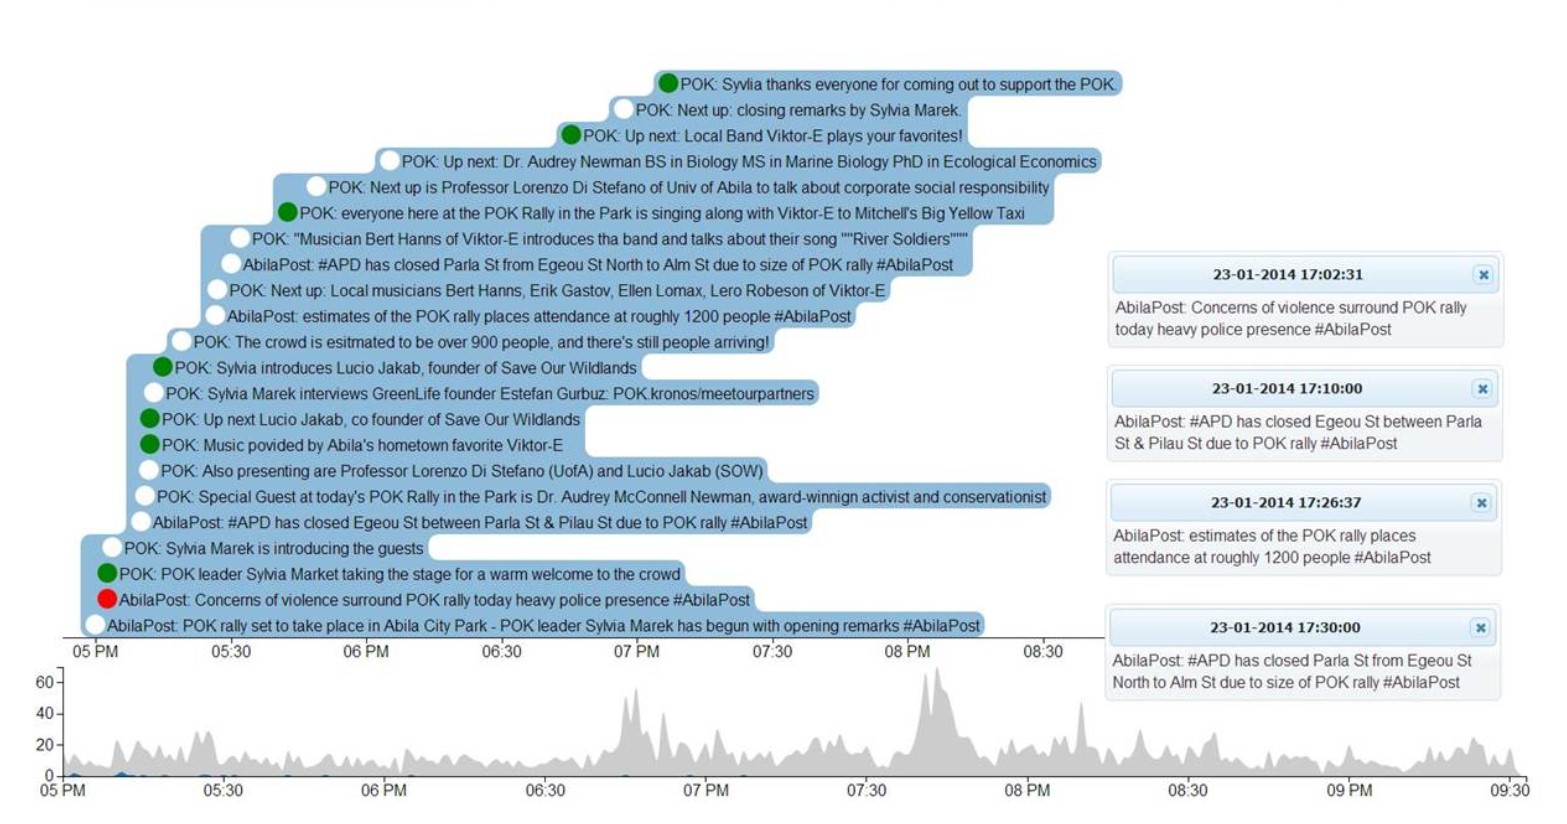 POK: Syvlia thanks everyone for coming out to support the POK.
POK: Next up: closing remarks by Sylvia Marek.
POK: Up next: Local Band Viktor-E plays your favorites!
POK: Up next: Dr. Audrey Newman BS in Biology MS in Marine Biology PhD in Ecological Economics
POK: Next up is Professor Lorenzo Di Stefano of Univ of Abila to talk about corporate social responsibility
POK: everyone here at the POK Rally in the Park is singing along with Viktor-E to Mitchell's Big Yellow Taxi
POK: "Musician Bert Hanns of Viktor-E introduces tha band and talks about their song ""River Soldiers""""
AbilaPost: #APD has closed Parla St from Egeou St North to Alm St due to size of POK rally #AbilaPost
POK: Next up: Local musicians Bert Hanns, Erik Gastov, Ellen Lomax, Lero Robeson of Viktor-E
AbilaPost: estimates of the POK rally places attendance at roughly 1200 people #AbilaPost
POK: The crowd is esitmated to be over 900 people, and there's still people arriving!
POK: Sylvia introduces Lucio Jakab, founder of Save Our Wildlands
POK: Sylvia Marek interviews GreenLife founder Estefan Gurbuz: POK.kronos/meetourpartners
POK: Up next Lucio Jakab, co founder of Save Our Wildlands
POK: Music povided by Abila's hometown favorite Viktor-E
POK: Also presenting are Professor Lorenzo Di Stefano (UofA) and Lucio Jakab (SOW)
POK: Special Guest at today's POK Rally in the Park is Dr. Audrey McConnell Newman, award-winnign activist and conservationist
AbilaPost: #APD has closed Egeou St between Parla St & Pilau St due to POK rally #AbilaPost
POK: Sylvia Marek is introducing the guests
POK: POK leader Sylvia Market taking the stage for a warm welcome to the crowd
AbilaPost: Concerns of violence surround POK rally today heavy police presence #AbilaPost
AbilaPost: POK rally set to take place in Abila City Park - POK leader Sylvia Marek has begun with opening remarks #AbilaPost
05 PM 05:30 06 PM 06:30 07 PM 07:30 08 PM 08:30
23-01-2014 17:02:31
AbilaPost: Concerns of violence surround POK rally
today heavy police presence #AbilaPost
23-01-2014 17:10:00
AbilaPost: #APD has closed Egeou St between Parla
St & Pilau St due to POK rally #AbilaPost
23-01-2014 17:26:37
AbilaPost: estimates of the POK rally places
attendance at roughly 1200 people #AbilaPost
23-01-2014 17:30:00
AbilaPost: #APD has closed Parla St from Egeou St
North to Alm St due to size of POK rally #AbilaPost
60
40
20
0
05 PM 05:30 06 PM 06:30 07 PM 07:30 08 PM 08:30 09 PM 09:30